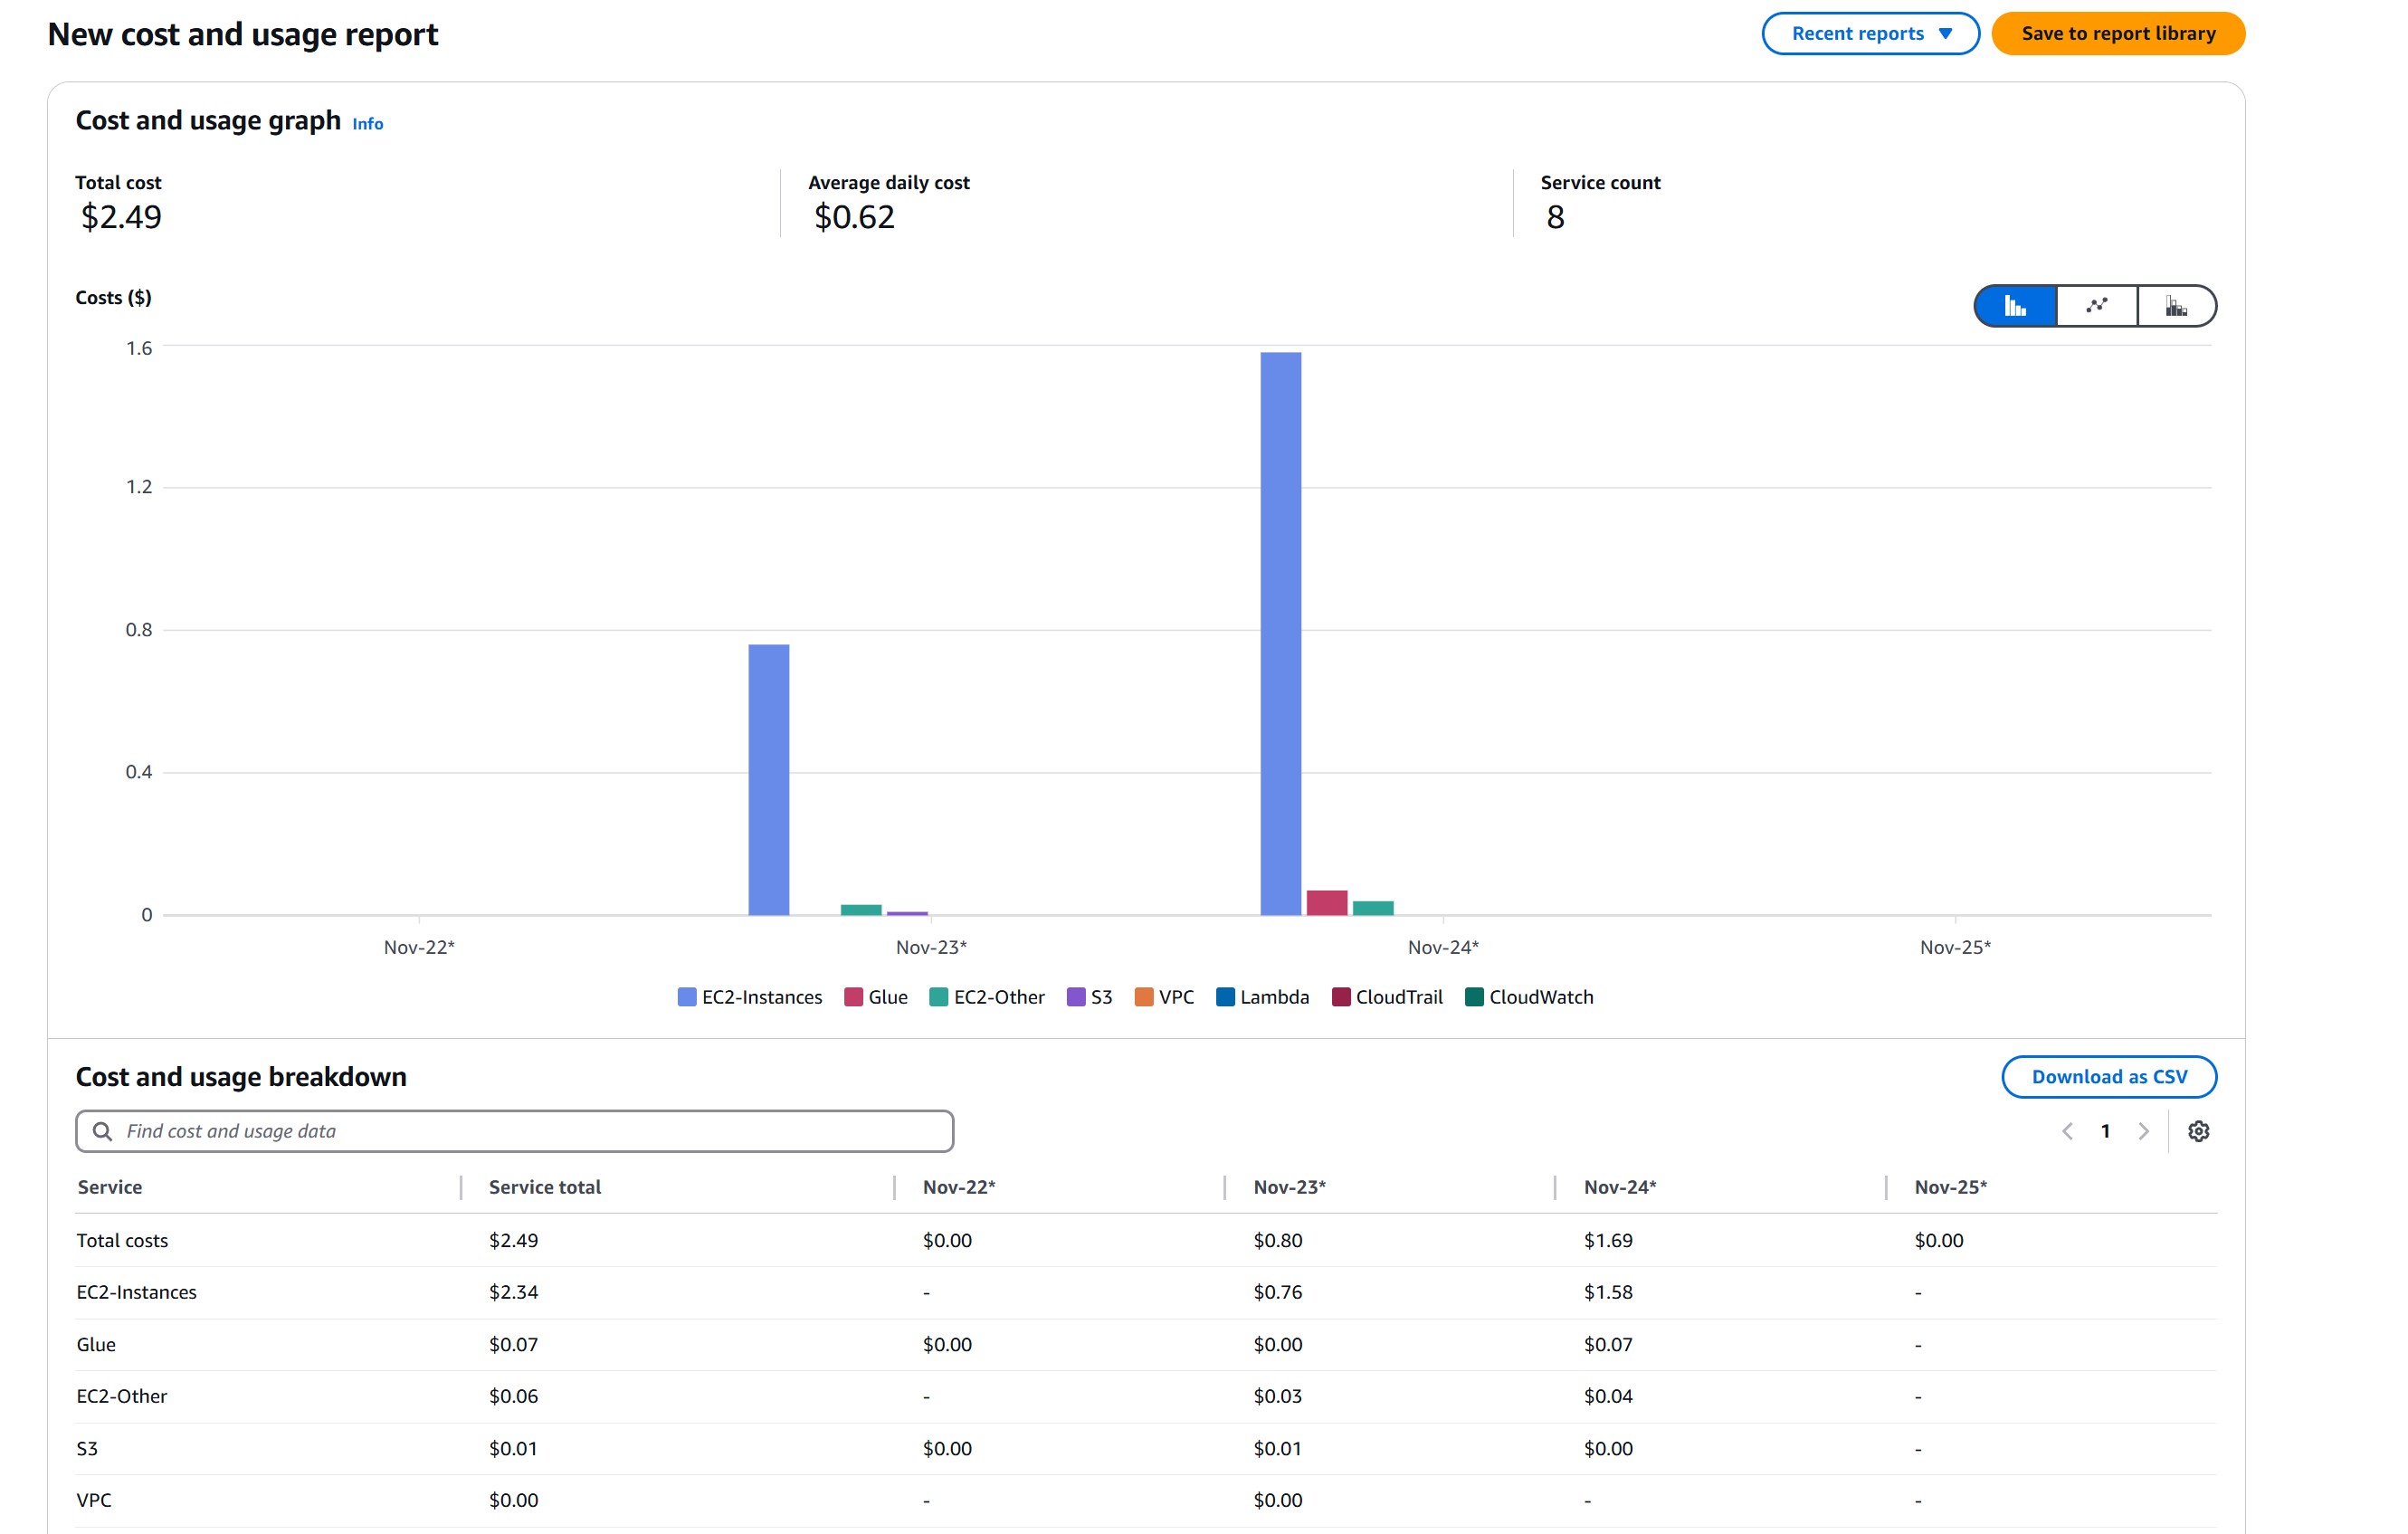 New cost and usage report
Recent reports
Save to report library
Cost and usage graph Info
Total cost
$2.49
Average daily cost
$0.62
Service count
8
Costs ($)
1.6
1.2
0.8
0.4
0
Nov-22* Nov-23* Nov-24* Nov-25*
EC2-Instances Glue EC2-Other S3 VPC Lambda CloudTrail CloudWatch
Cost and usage breakdown
Download as CSV
Find cost and usage data
1
Service Service total Nov-22* Nov-23* Nov-24* Nov-25*
Total costs $2.49 $0.00 $0.80 $1.69 $0.00
EC2-Instances $2.34 - $0.76 $1.58 -
Glue $0.07 $0.00 $0.00 $0.07 -
EC2-Other $0.06 - $0.03 $0.04 -
S3 $0.01 $0.00 $0.01 $0.00 -
VPC $0.00 - $0.00 - -